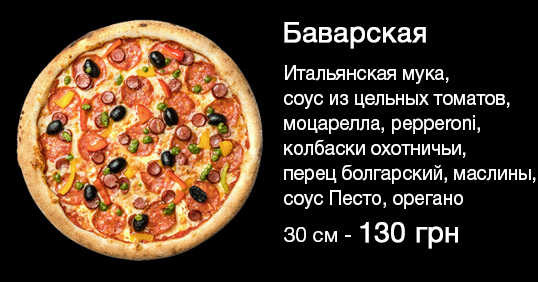 Баварская
Итальянская мука,
соус из цельных томатов,
моцарелла, pepperoni,
колбаски охотничьи,
перец болгарский, маслины,
соус Песто, орегано
30 см - 130 грн